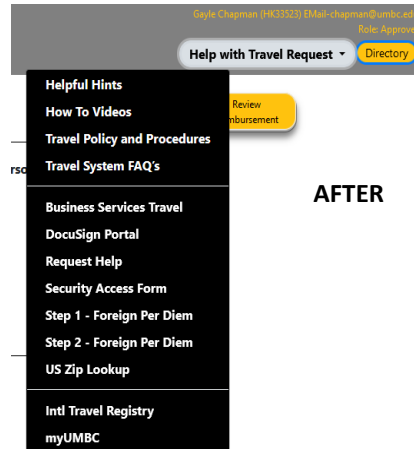 Gayle Chapman (HK33523) EMail-chapman@umbc.ed
Role: Approve
Help with Travel Request
Directory
Helpful Hints
How To Videos
Travel Policy and Procedures
Travel System FAQ's
Review
mbursement
rso
AFTER
Business Services Travel
DocuSign Portal
Request Help
Security Access Form
Step 1 - Foreign Per Diem
Step 2 - Foreign Per Diem
US Zip Lookup
Intl Travel Registry
myUMBC